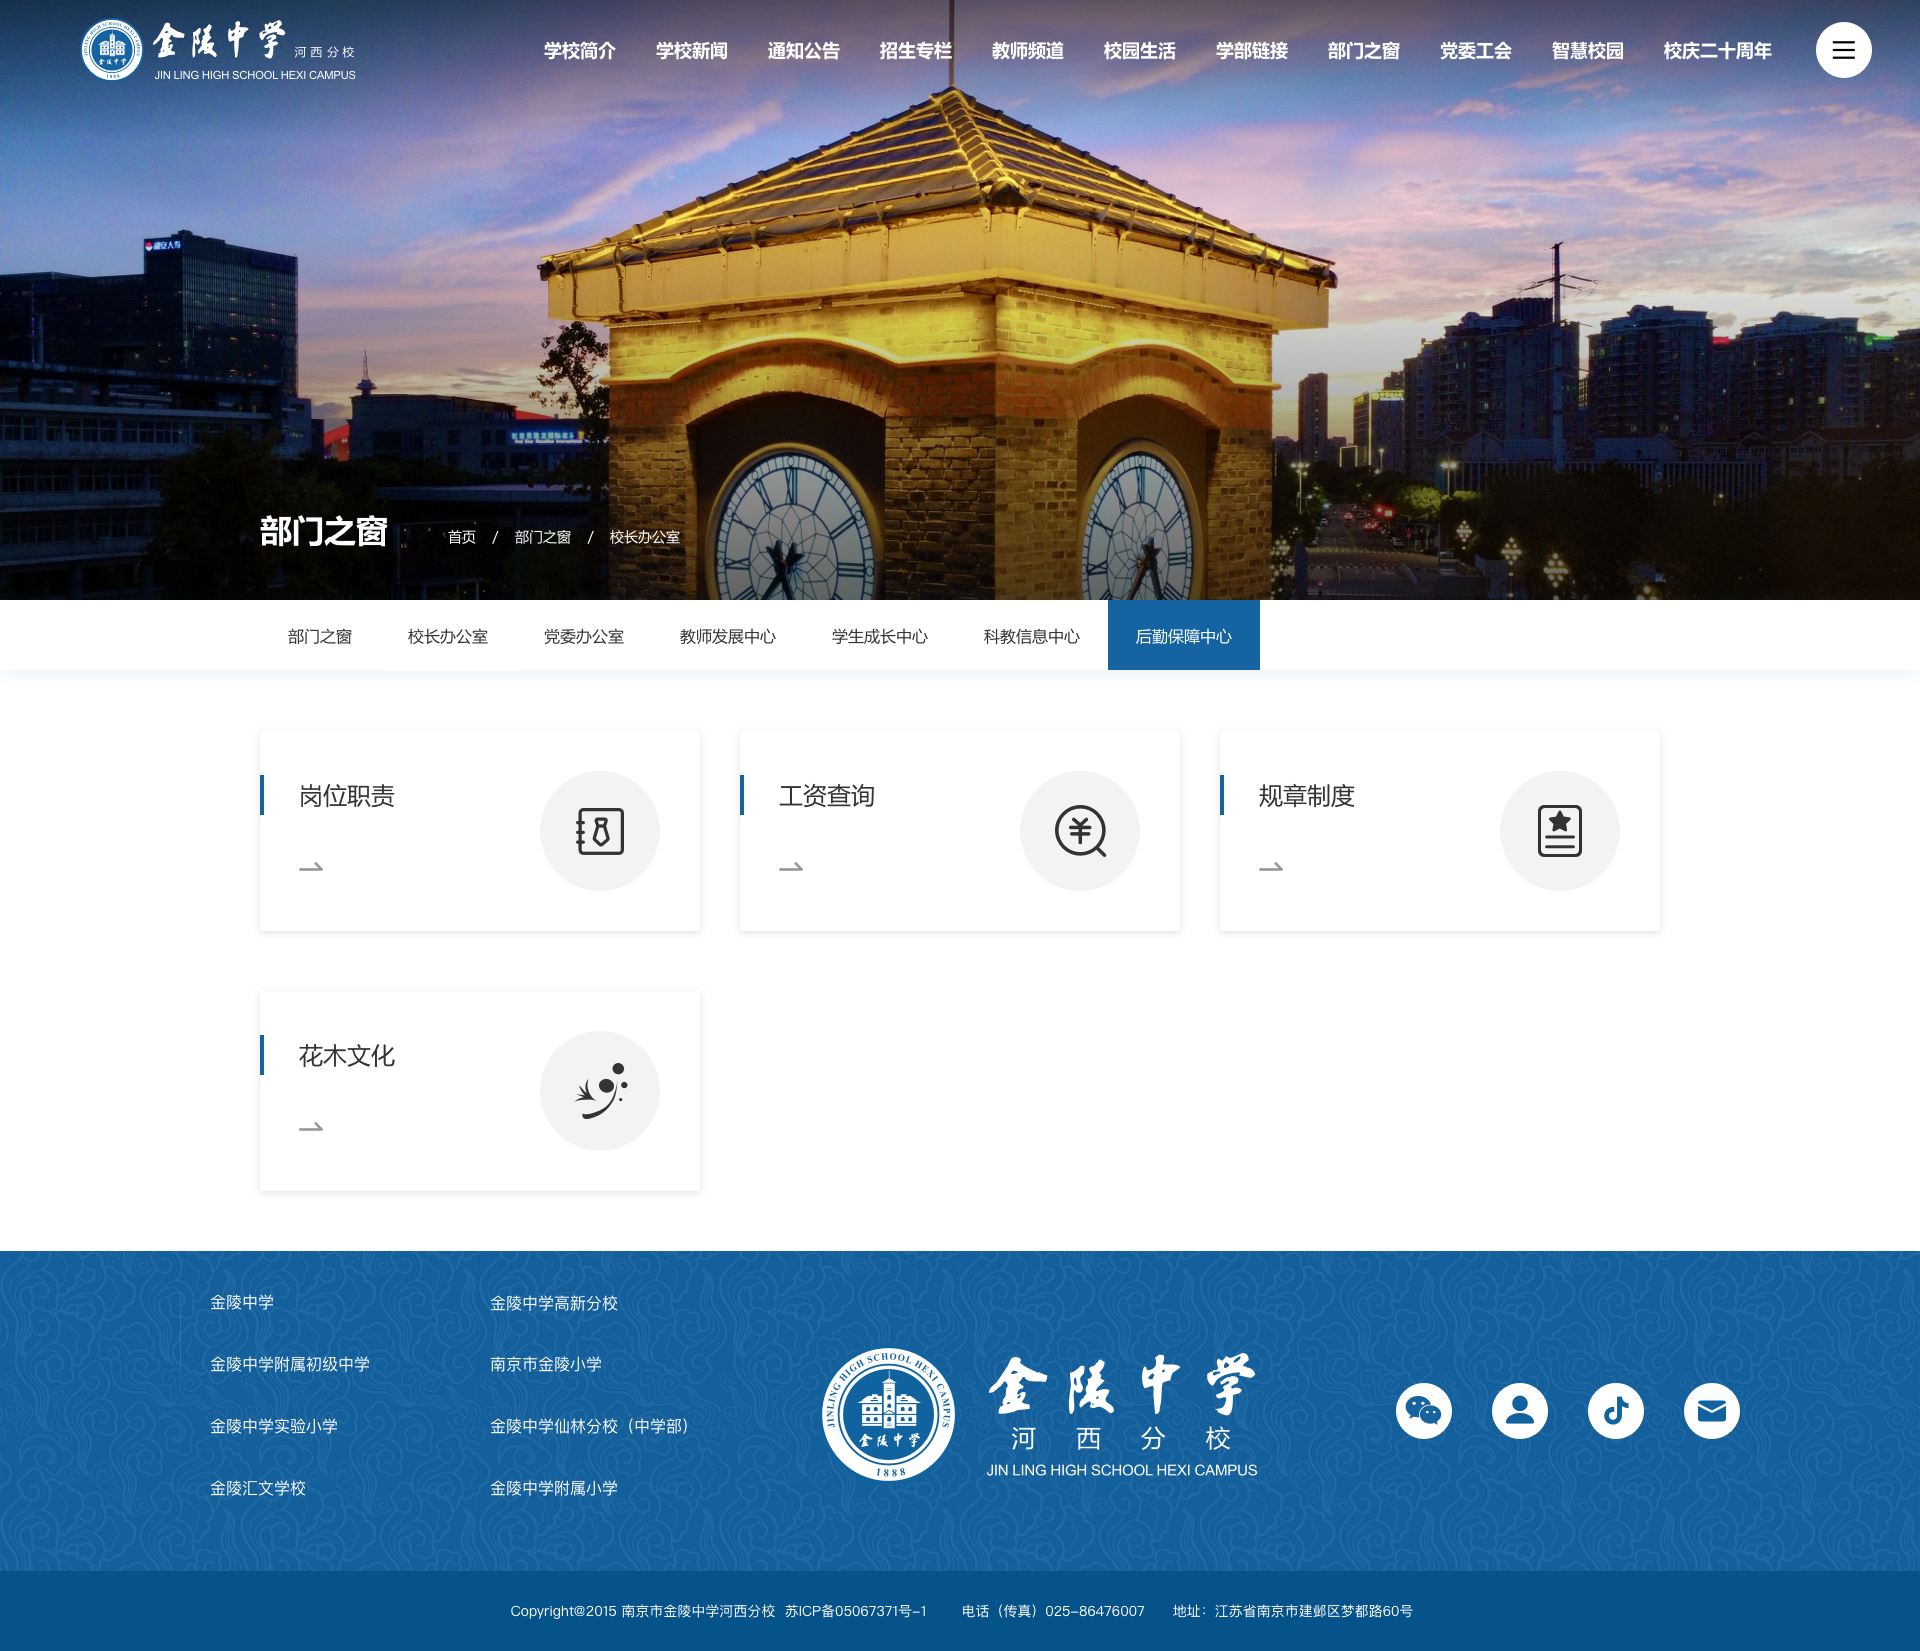 金陵中学 河西分校
JIN LING HIGH SCHOOL HEXI CAMPUS
学校简介 学校新闻 通知公告 招生专栏 教师频道 校园生活 学部链接 部门之窗 党委工会 智慧校园 校庆二十周年
部门之窗
首页 / 部门之窗 / 校长办公室
部门之窗 校长办公室 党委办公室 教师发展中心 学生成长中心 科教信息中心 后勤保障中心
岗位职责
工资查询
规章制度
花木文化
金陵中学 金陵中学高新分校
金陵中学附属初级中学 南京市金陵小学
金陵中学实验小学 金陵中学仙林分校（中学部）
金陵汇文学校 金陵中学附属小学
JINLING HIGH SCHOOL HEXI CAMPUS
金陵中学
1888
金陵中学
河西分校
JIN LING HIGH SCHOOL HEXI CAMPUS
Copyright@2015 南京市金陵中学河西分校 苏ICP备05067371号-1 电话（传真）025-86476007 地址：江苏省南京市建邺区梦都路60号